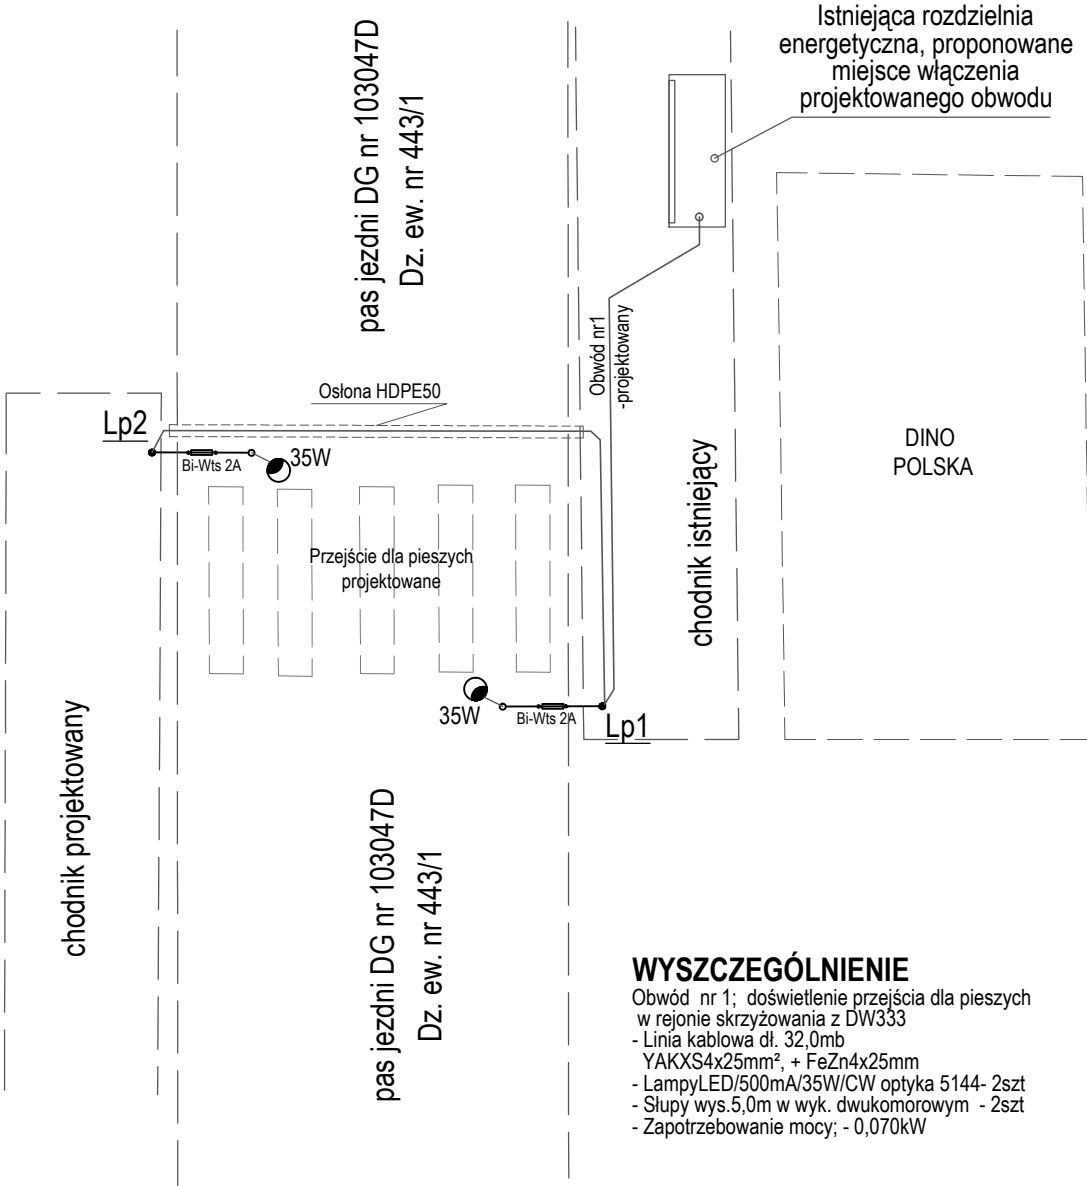 Istniejąca rozdzielnia
energetyczna, proponowane
miejsce włączenia
projektowanego obwodu
pas jezdni DG nr 103047D
Dz. ew. nr 443/1
Obwód nr1
-projektowany
Osłona HDPE50
Lp2
Bi-Wts 2A
35W
DINO
POLSKA
chodnik istniejący
Przejście dla pieszych
projektowane
35W
Bi-Wts 2A
Lp1
chodnik projektowany
pas jezdni DG nr 103047D
Dz. ew. nr 443/1
WYSZCZEGÓLNIENIE
Obwód nr 1; doświetlenie przejścia dla pieszych
w rejonie skrzyżowania z DW333
- Linia kablowa dł. 32,0mb
YAKXS4x25mm², + FeZn4x25mm
- LampyLED/500mA/35W/CW optyka 5144- 2szt
- Słupy wys.5,0m w wyk. dwukomorowym - 2szt
- Zapotrzebowanie mocy; - 0,070kW